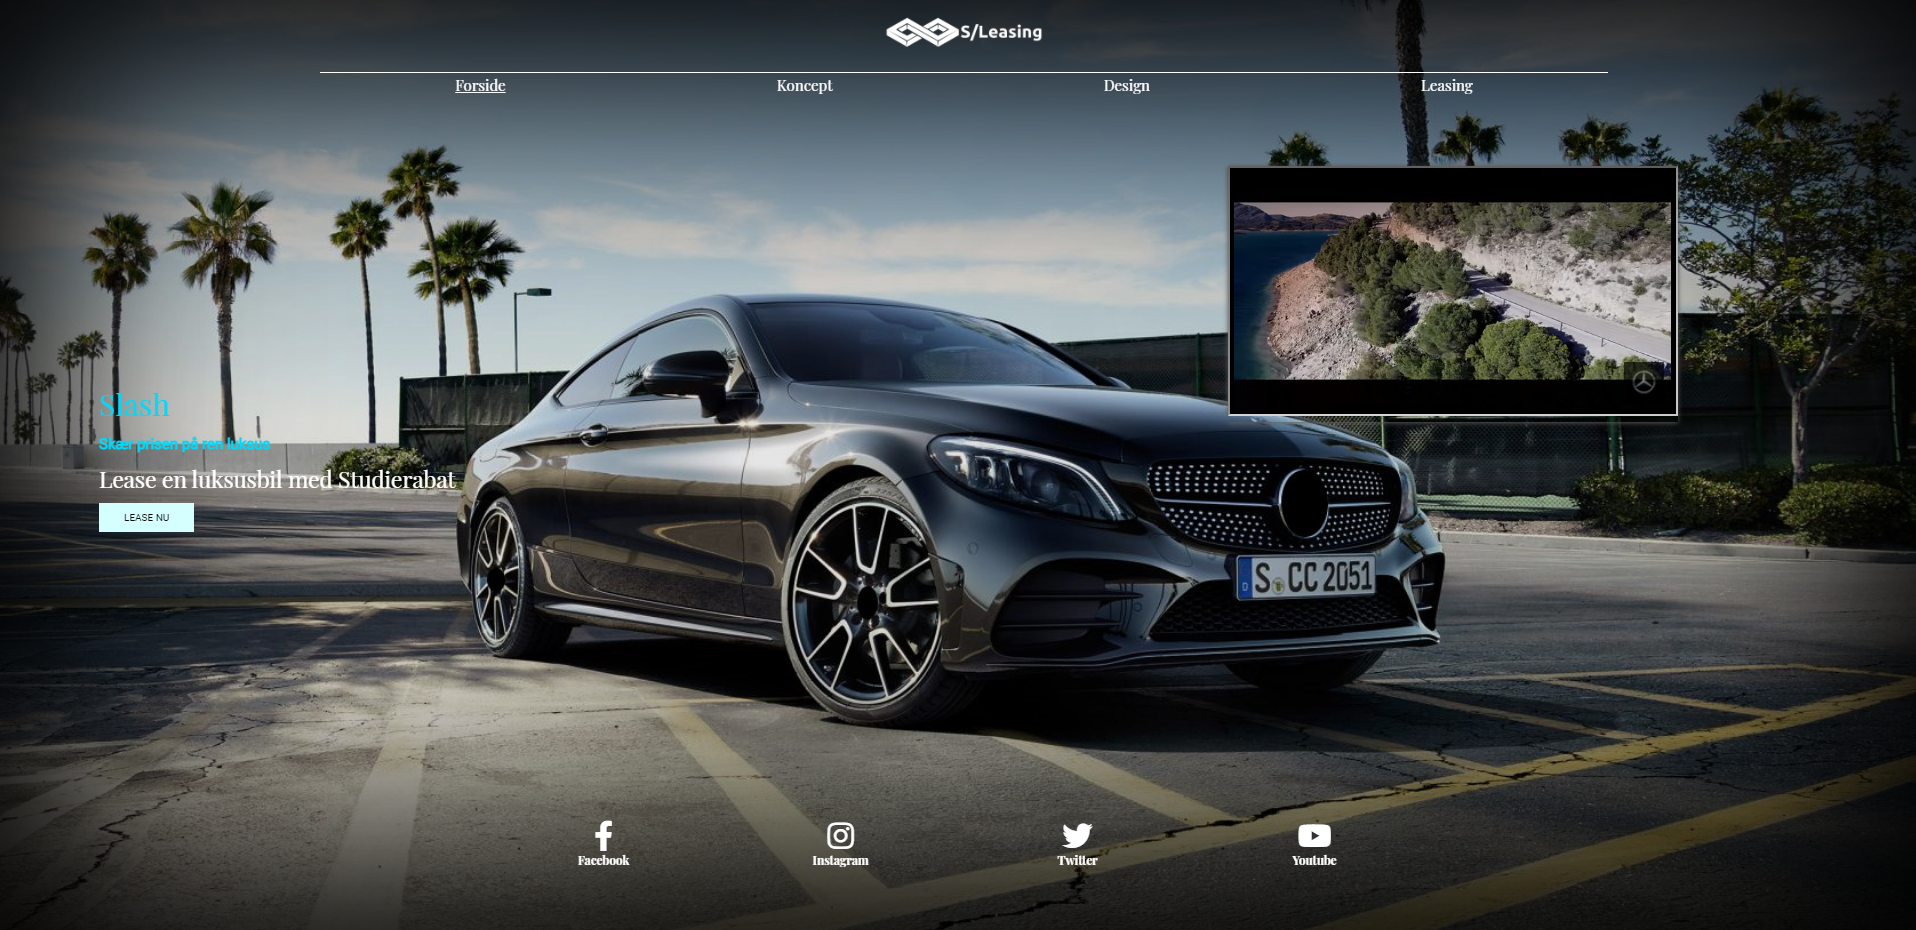 S/Leasing
Forside
Koncept
Design
Leasing
Slash
Skær prisen på ren luksus
Lease en luksusbil med Studierabat
LEASE NU
S CC 2051
D
Facebook
Instagram
Twitter
Youtube